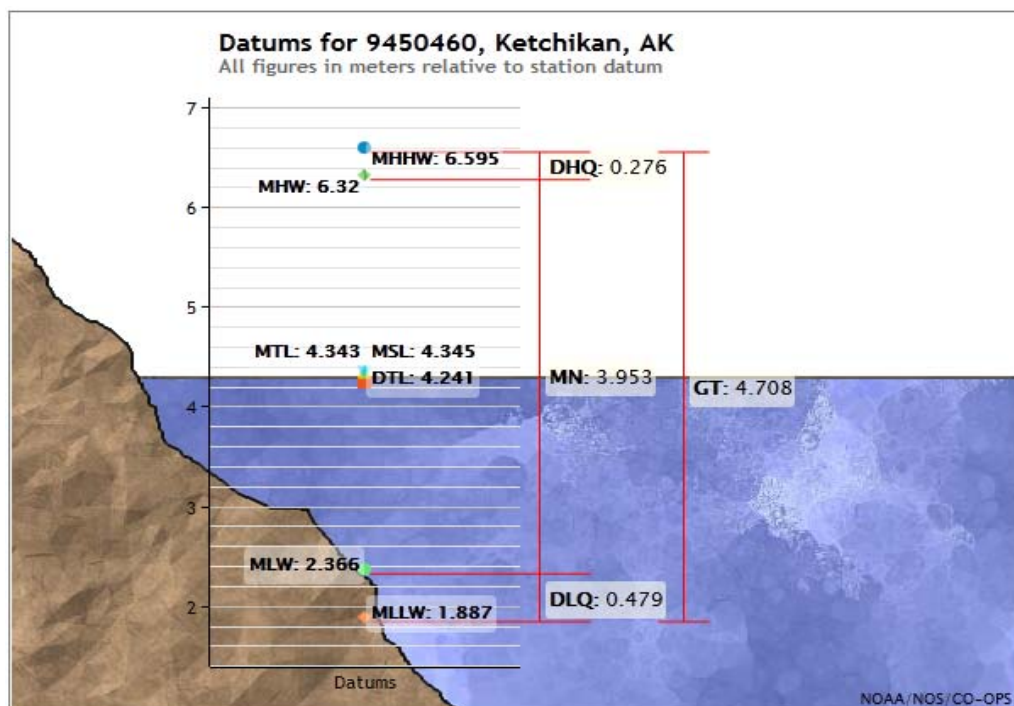 Datums for 9450460, Ketchikan, AK
All figures in meters relative to station datum
7
MHHW: 6.595
DHQ: 0.276
MHW: 6.32
6
5
MTL: 4.343 MSL: 4.345
DTL: 4.241
MN: 3.953
GT: 4.708
4
3
MLW: 2.366
DLQ: 0.479
2
MLLW: 1.887
Datums
NOAA/NOS/CO-OPS